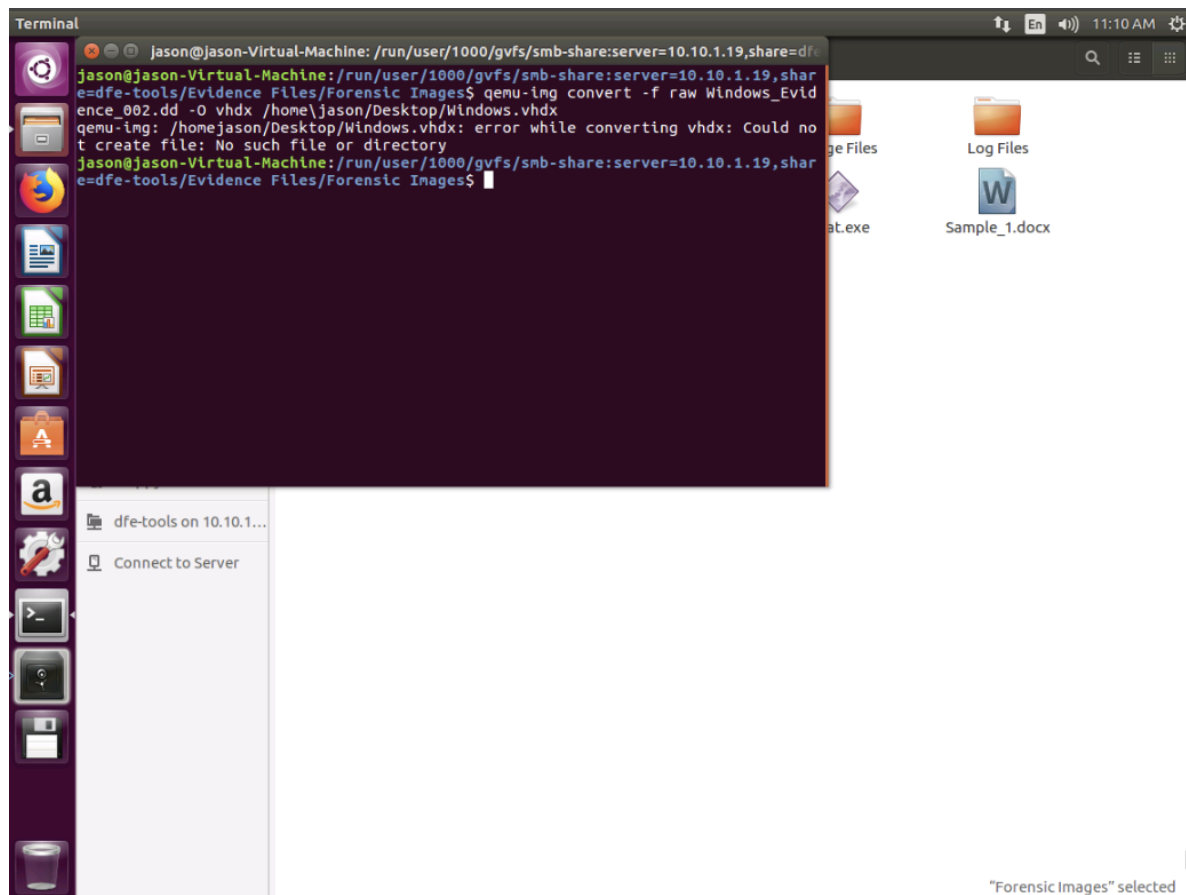 Terminal
En
11:10 AM
jason@jason-Virtual-Machine: /run/user/1000/gvfs/smb-share:server=10.10.1.19,share=dfe
jason@jason-Virtual-Machine:/run/user/1000/gvfs/smb-share:server=10.10.1.19,shar
e=dfe-tools/Evidence Files/Forensic Images$ qemu-img convert -f raw Windows_Evid
ence_002.dd -O vhdx /home\jason/Desktop/Windows.vhdx
qemu-img: /homejason/Desktop/Windows.vhdx: error while converting vhdx: Could no
t create file: No such file or directory
jason@jason-Virtual-Machine:/run/user/1000/gvfs/smb-share:server=10.10.1.19,shar
e=dfe-tools/Evidence Files/Forensic Images$
ge Files
Log Files
at.exe
Sample_1.docx
dfe-tools on 10.10.1...
Connect to Server
"Forensic Images" selected